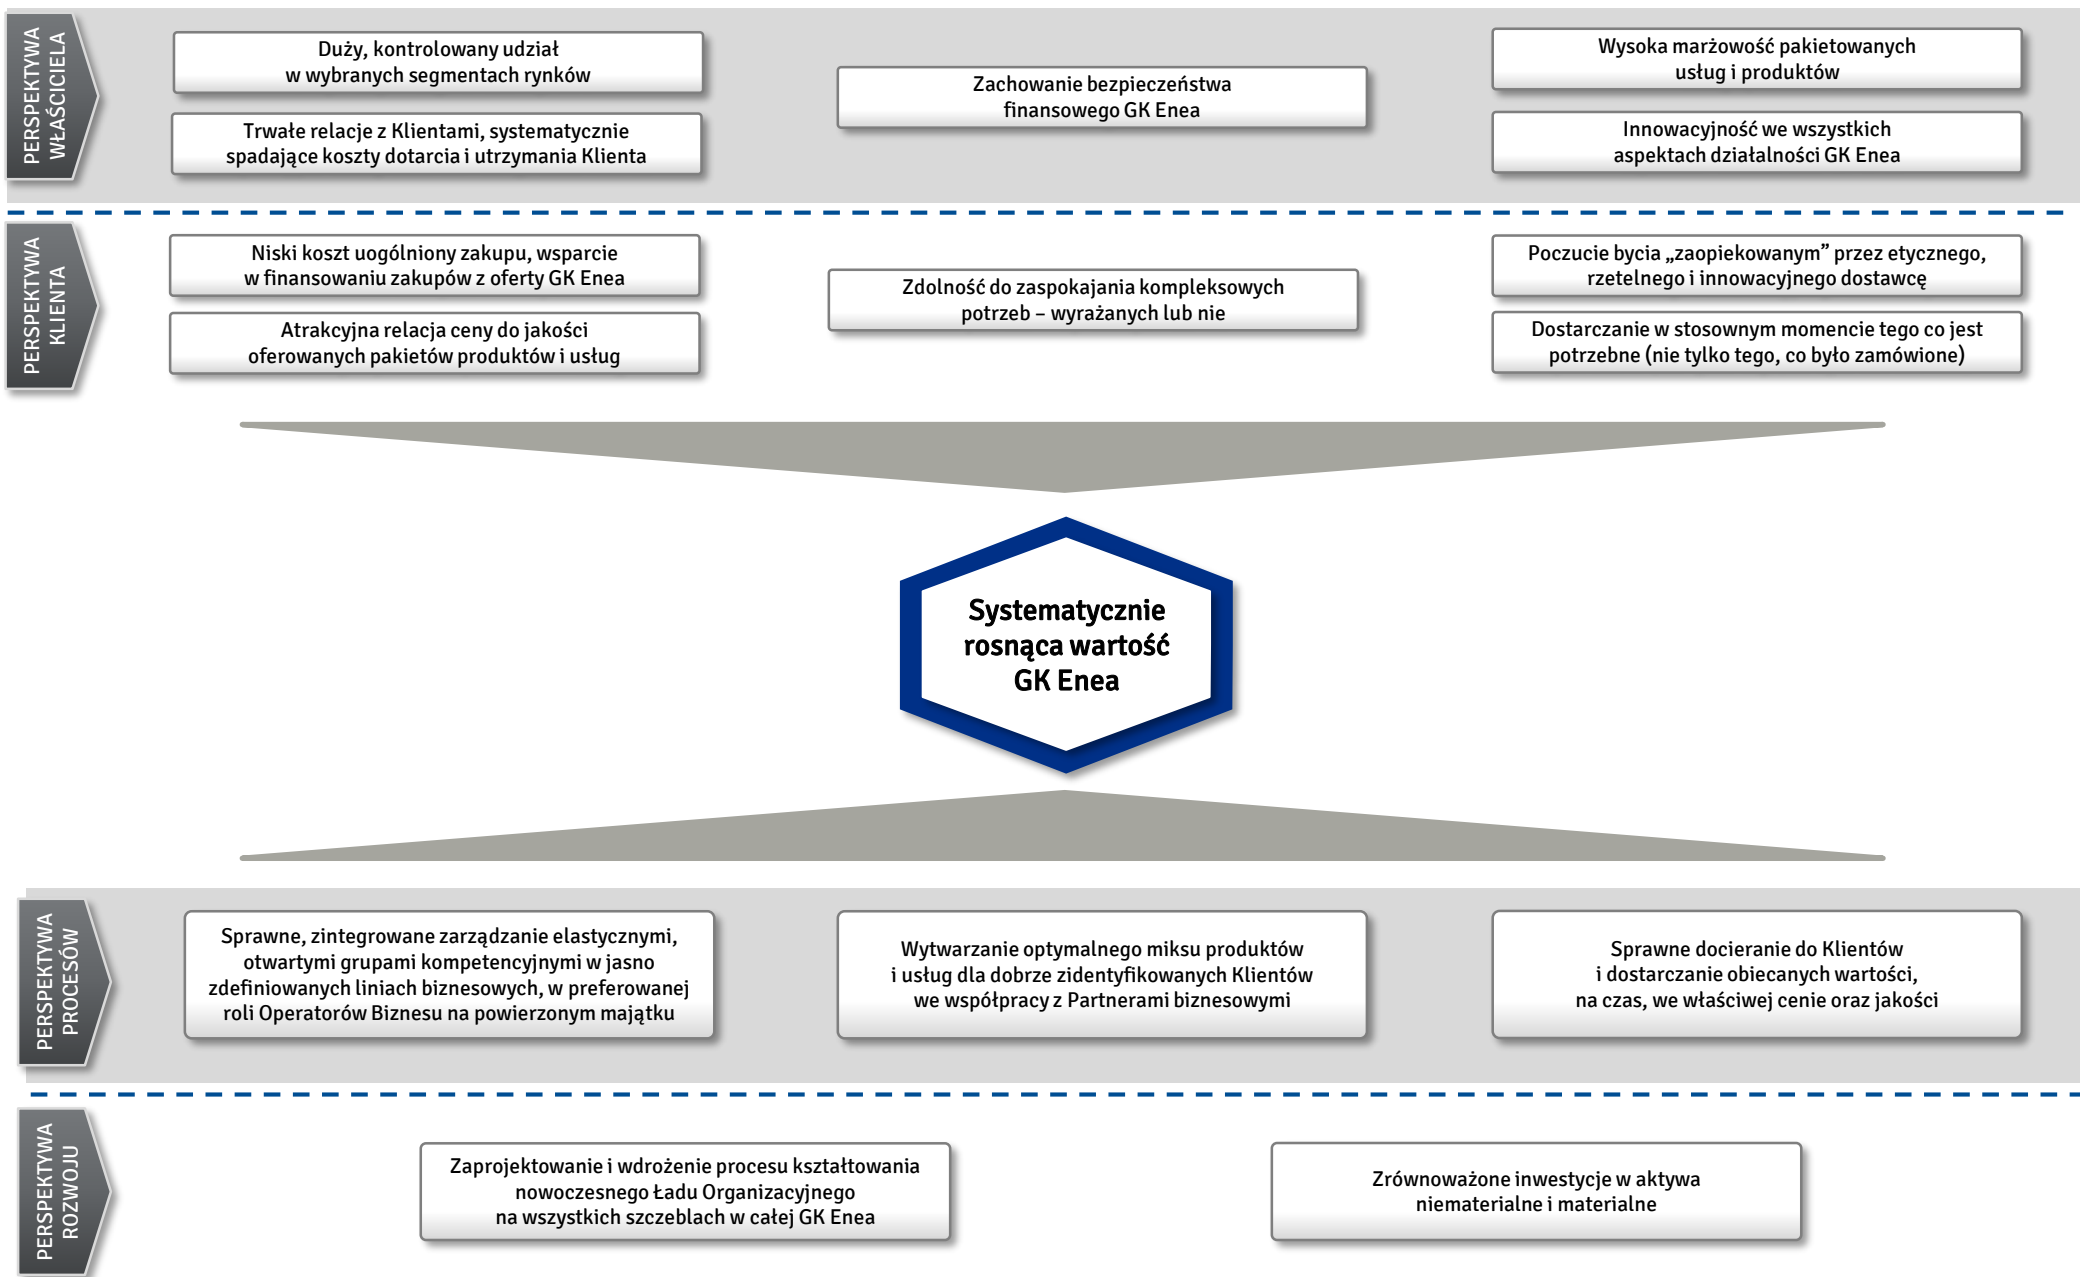 PERSPEKTYWA
WŁAŚCICIELA
Duży, kontrolowany udział
w wybranych segmentach rynków
Trwałe relacje z Klientami, systematycznie
spadające koszty dotarcia i utrzymania Klienta
Zachowanie bezpieczeństwa
finansowego GK Enea
Wysoka marżowość pakietowanych
usług i produktów
Innowacyjność we wszystkich
aspektach działalności GK Enea
PERSPEKTYWA
KLIENTA
Niski koszt uogólniony zakupu, wsparcie
w finansowaniu zakupów z oferty GK Enea
Atrakcyjna relacja ceny do jakości
oferowanych pakietów produktów i usług
Zdolność do zaspokajania kompleksowych
potrzeb – wyrażanych lub nie
Poczucie bycia „zaopiekowanym” przez etycznego,
rzetelnego i innowacyjnego dostawcę
Dostarczanie w stosownym momencie tego co jest
potrzebne (nie tylko tego, co było zamówione)
Systematycznie
rosnąca wartość
GK Enea
PERSPEKTYWA
PROCESÓW
Sprawne, zintegrowane zarządzanie elastycznymi,
otwartymi grupami kompetencyjnymi w jasno
zdefiniowanych liniach biznesowych, w preferowanej
roli Operatorów Biznesu na powierzonym majątku
Wytwarzanie optymalnego miksu produktów
i usług dla dobrze zidentyfikowanych Klientów
we współpracy z Partnerami biznesowymi
Sprawne docieranie do Klientów
i dostarczanie obiecanych wartości,
na czas, we właściwej cenie oraz jakości
PERSPEKTYWA
ROZWOJU
Zaprojektowanie i wdrożenie procesu kształtowania
nowoczesnego Ładu Organizacyjnego
na wszystkich szczeblach w całej GK Enea
Zrównoważone inwestycje w aktywa
niematerialne i materialne